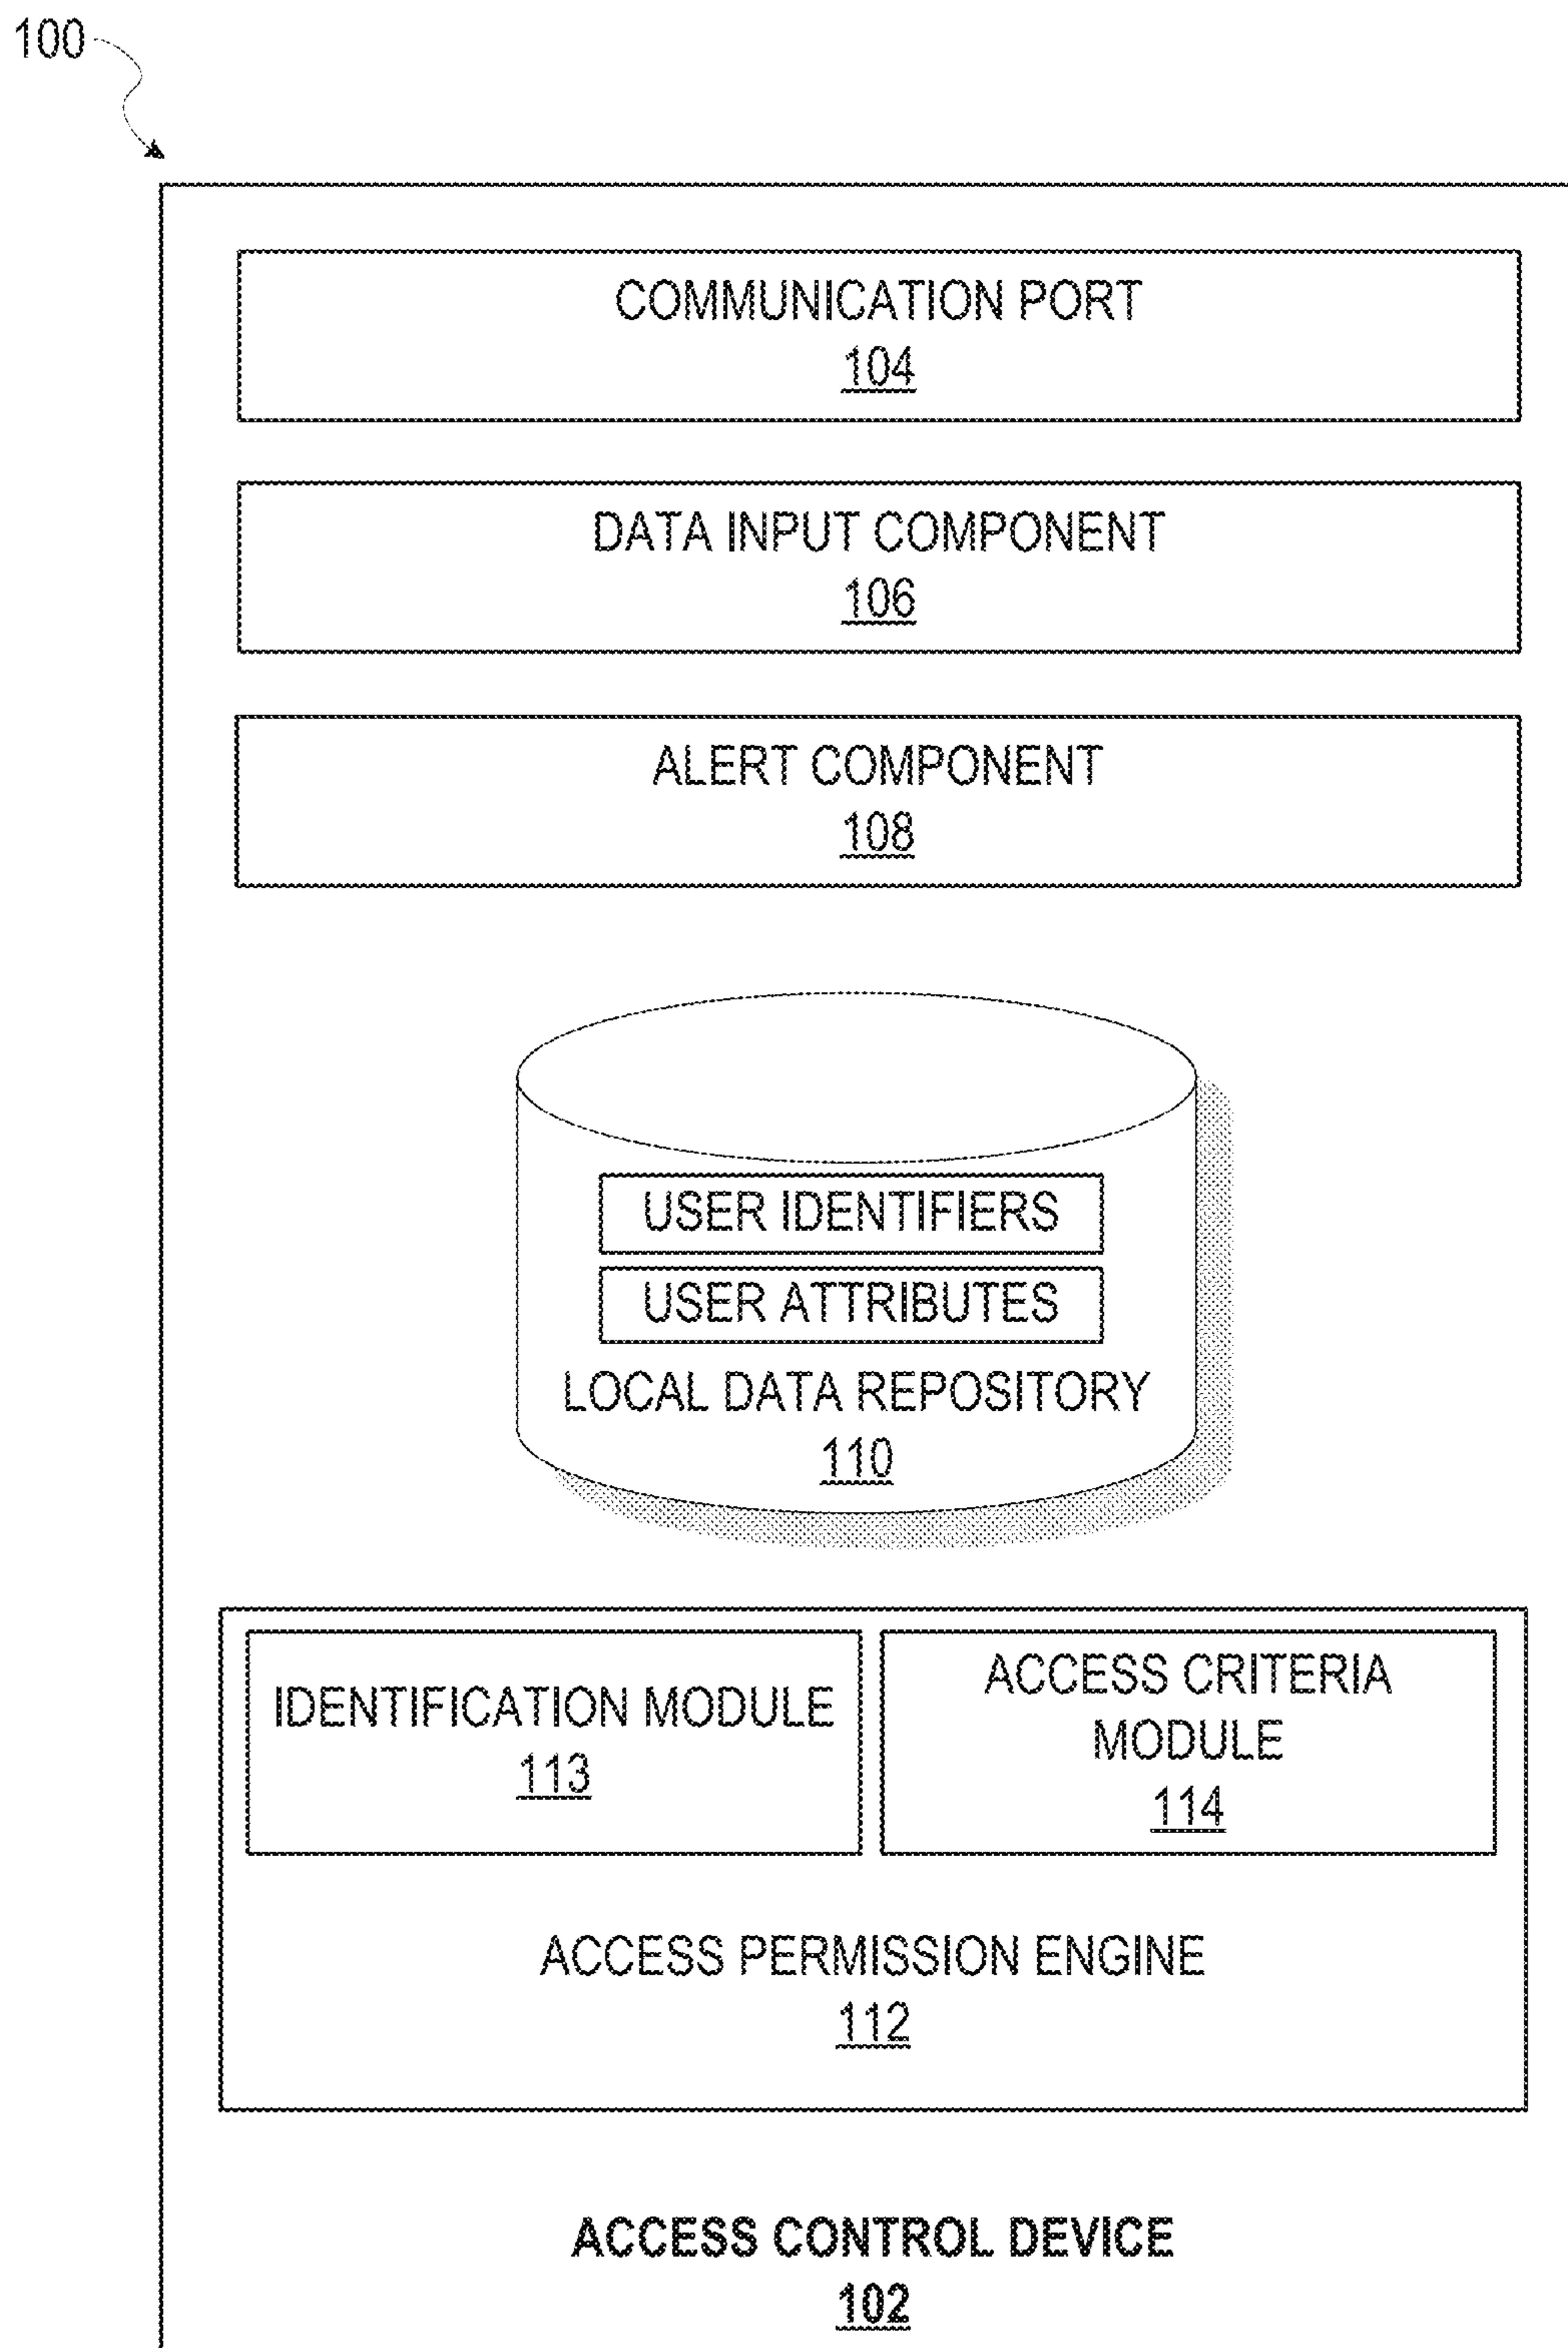 100
COMMUNICATION PORT
104
DATA INPUT COMPONENT
106
ALERT COMPONENT
108
USER IDENTIFIERS
USER ATTRIBUTES
LOCAL DATA REPOSITORY
110
IDENTIFICATION MODULE
113
ACCESS CRITERIA
MODULE
114
ACCESS PERMISSION ENGINE
112
ACCESS CONTROL DEVICE
102